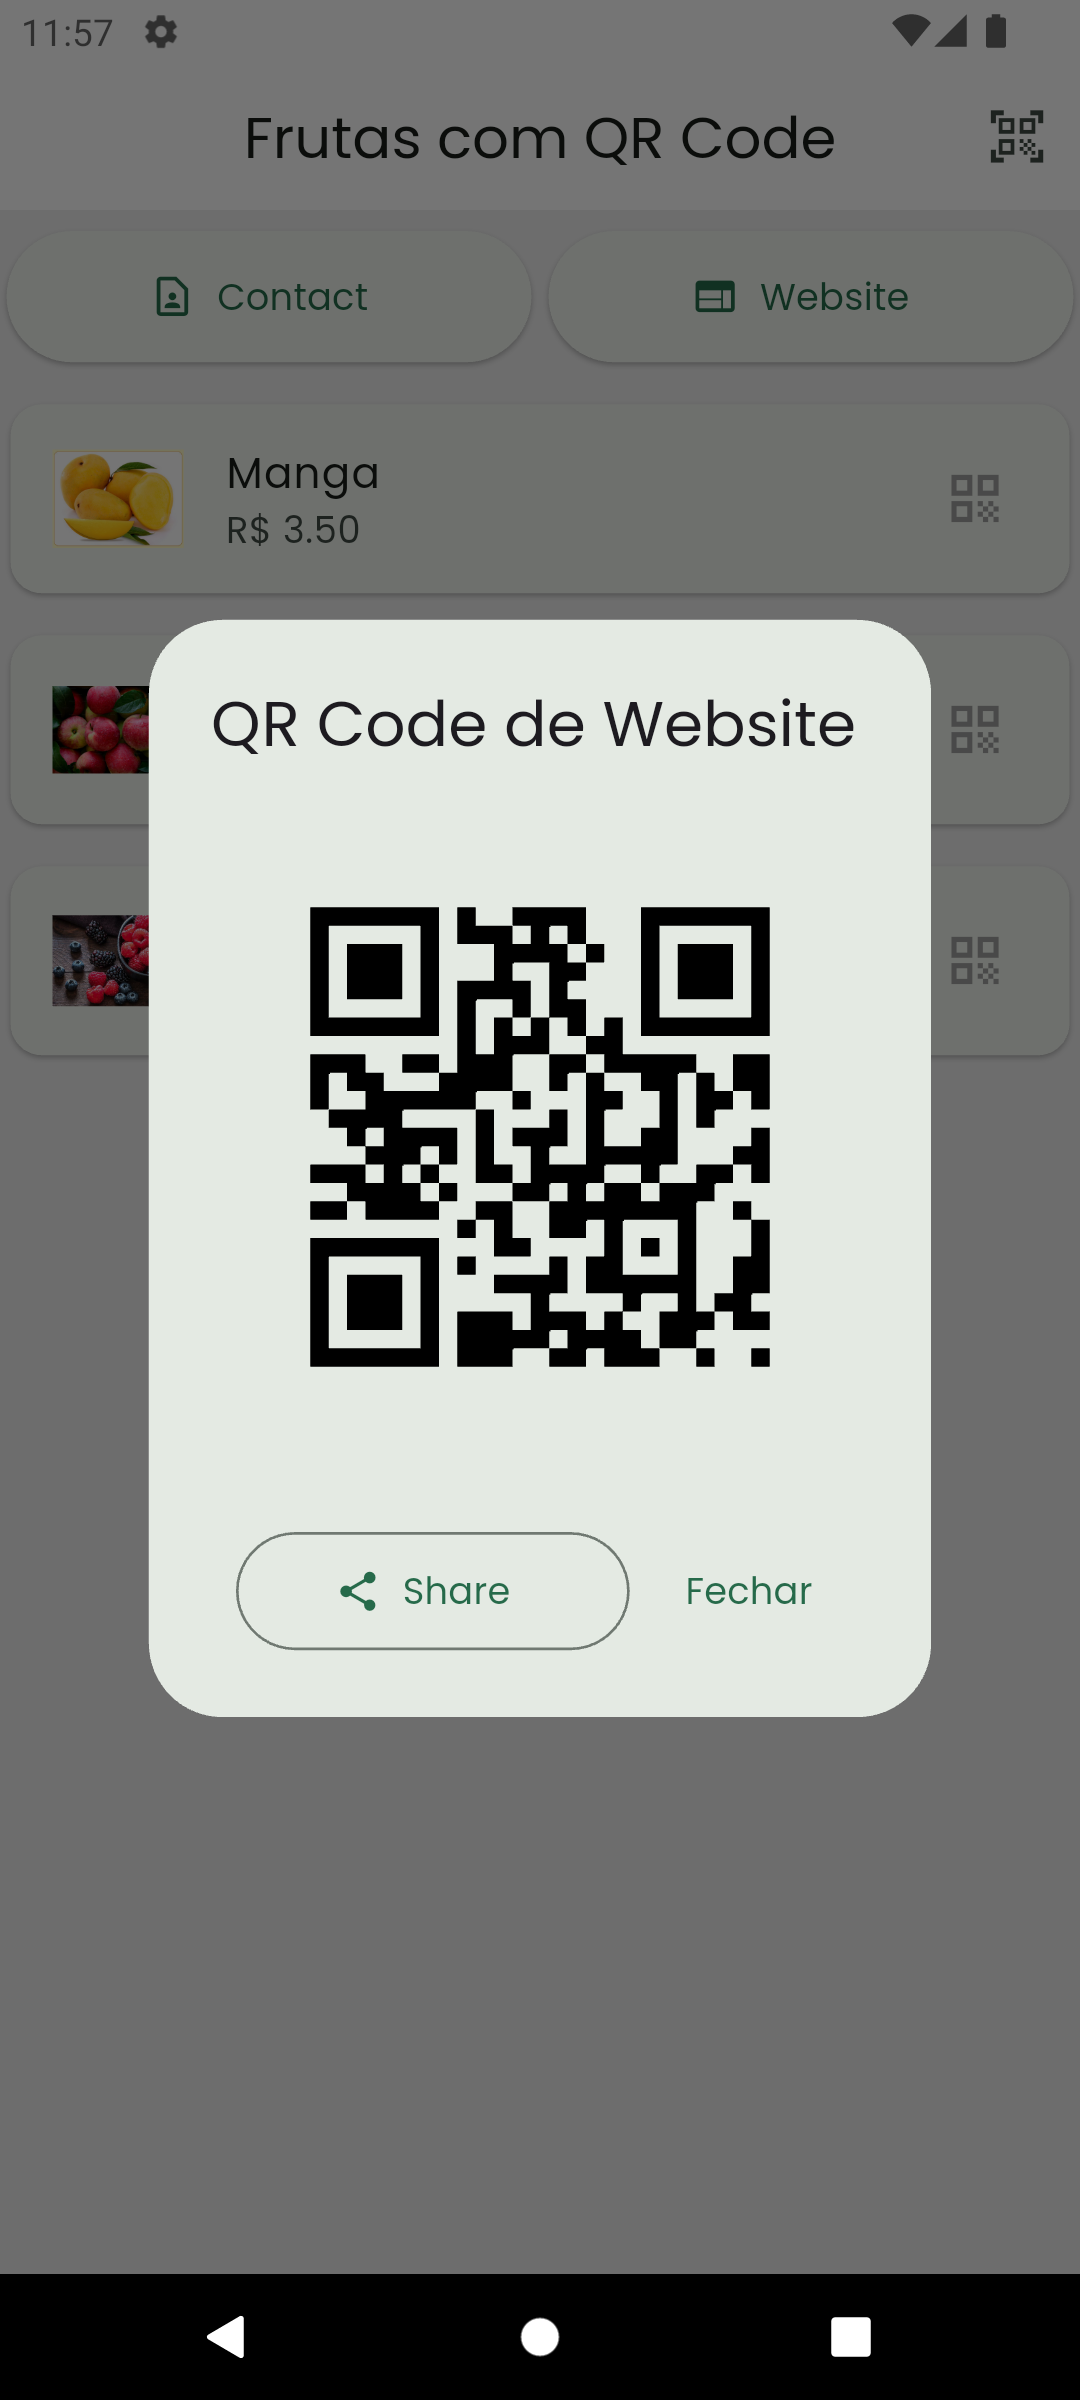 11:57
Frutas com QR Code
Contact
Website
Manga
R$ 3.50
QR Code de Website
Share
Fechar